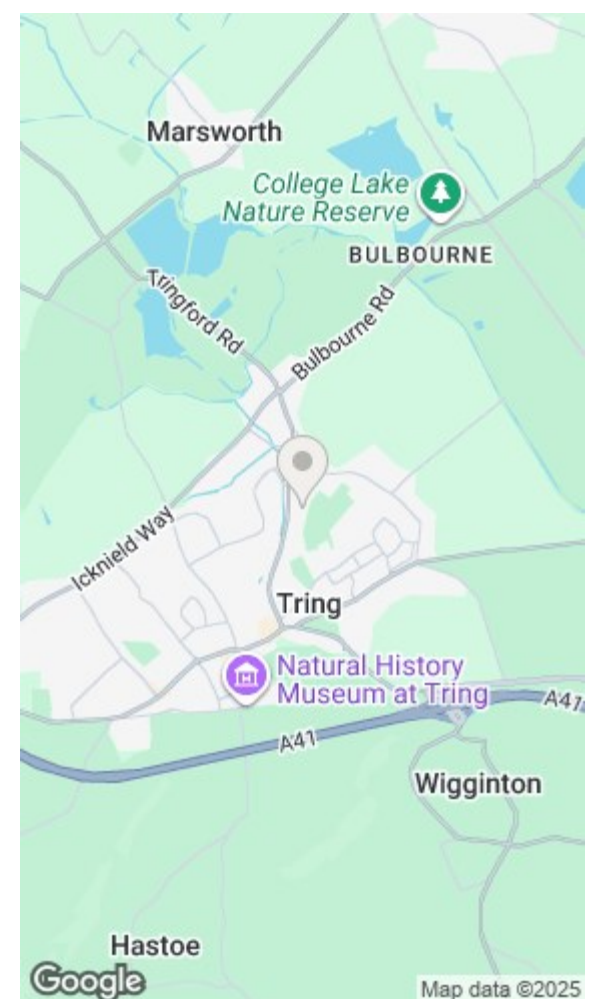 Marsworth
College Lake
Nature Reserve
BULBOURNE
Tringford Rd
Bulbourne Rd
Icknield Way
Tring
Natural History
Museum at Tring
A41
A41
Wigginton
Hastoe
Google
Map data ©2025